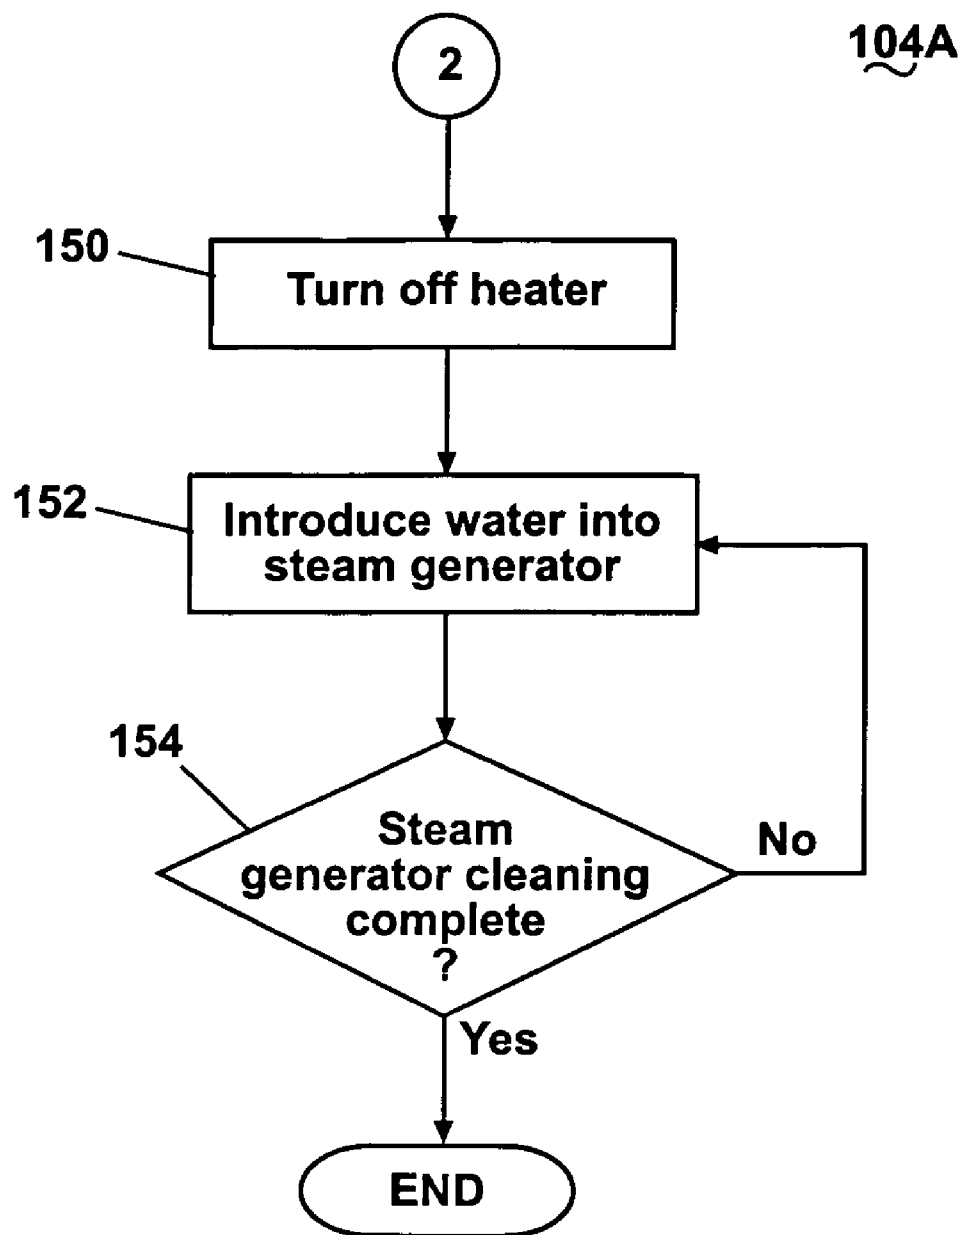 2
104A
150
Turn off heater
152
Introduce water into
steam generator
154
Steam
generator cleaning
complete
?
No
Yes
END